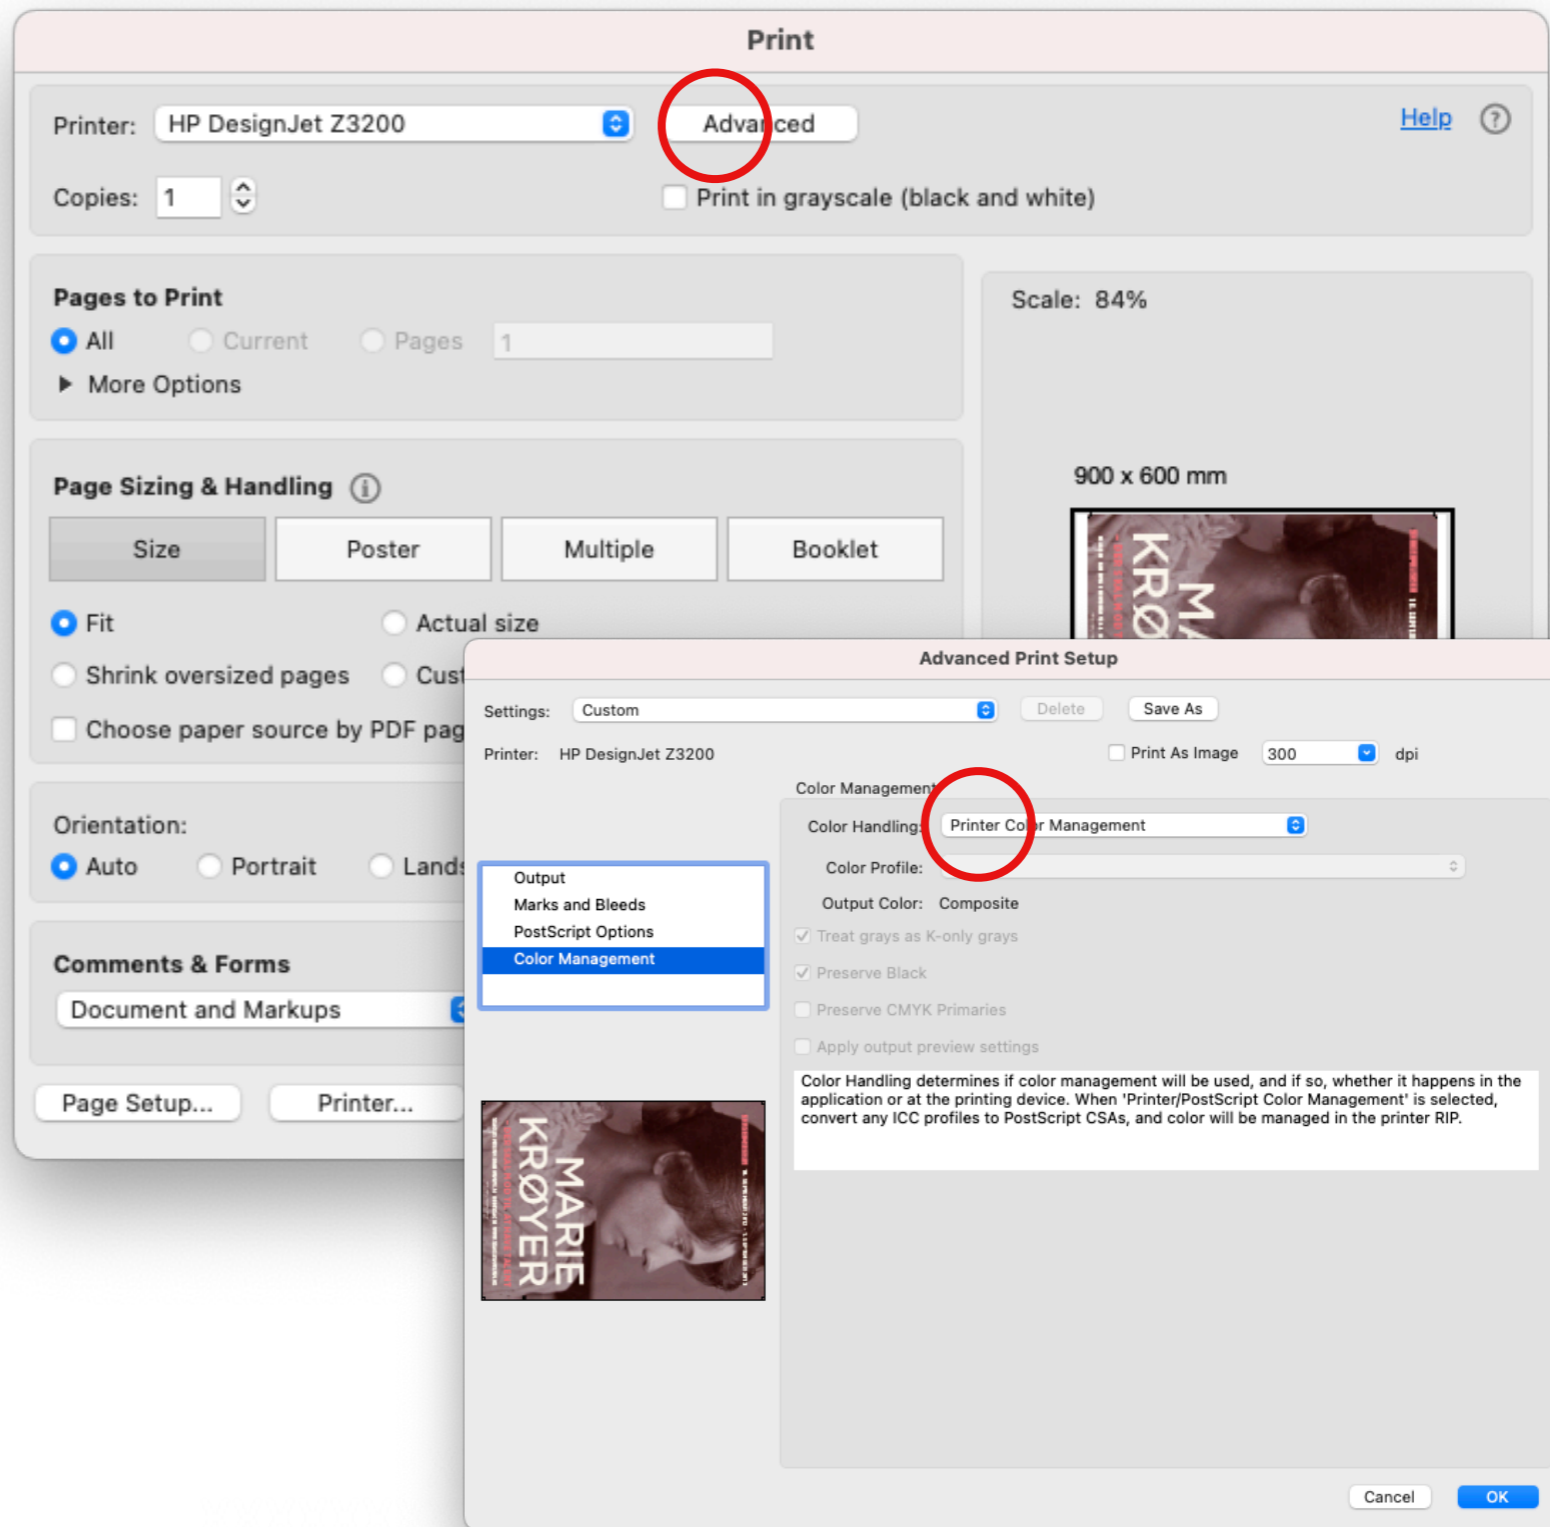 Print
Printer: HP DesignJet Z3200 Advanced Help ?
Copies: 1 Print in grayscale (black and white)
Pages to Print
All Current Pages 1
More Options
Scale: 84%
Page Sizing & Handling i
Size Poster Multiple Booklet
Fit Actual size
Shrink oversized pages Cust
Choose paper source by PDF pag
Orientation:
Auto Portrait Lands
Comments & Forms
Document and Markups
Page Setup... Printer...
900 x 600 mm
MA
KRØ
Advanced Print Setup
Settings: Custom Delete Save As
Printer: HP DesignJet Z3200 Print As Image 300 dpi
Output
Marks and Bleeds
PostScript Options
Color Management
Color Management
Color Handling: Printer Color Management
Color Profile:
Output Color: Composite
Treat grays as K-only grays
Preserve Black
Preserve CMYK Primaries
Apply output preview settings
Color Handling determines if color management will be used, and if so, whether it happens in the
application or at the printing device. When 'Printer/PostScript Color Management' is selected,
convert any ICC profiles to PostScript CSAs, and color will be managed in the printer RIP.
MARIE
KRØYER
Cancel OK